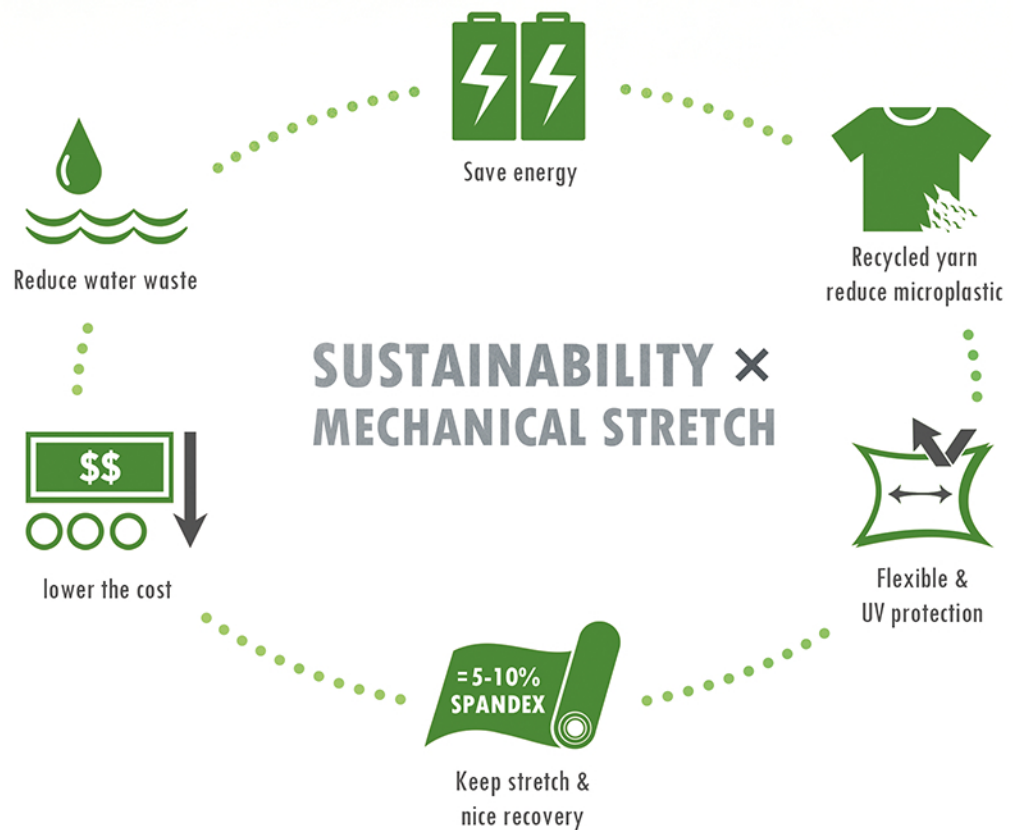 Save energy
Recycled yarn
reduce microplastic
Reduce water waste
SUSTAINABILITY ×
MECHANICAL STRETCH
$$
lower the cost
Flexible &
UV protection
=5-10%
SPANDEX
Keep stretch &
nice recovery